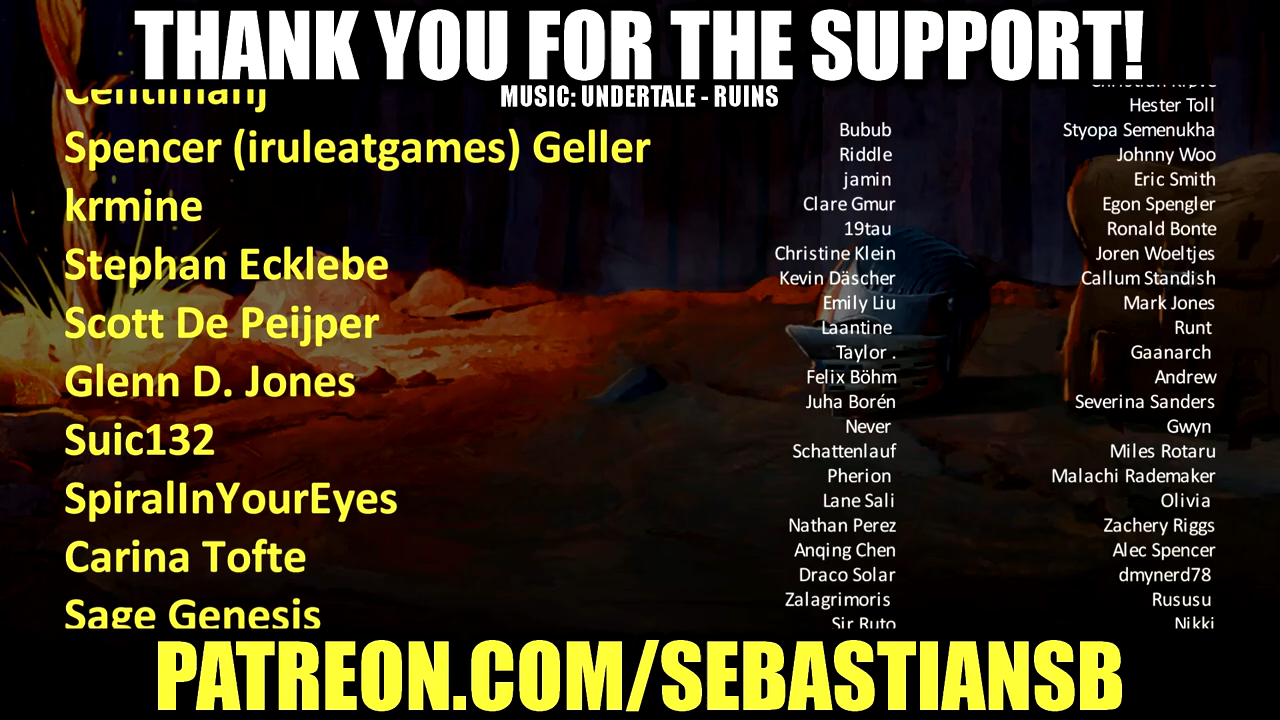 THANK YOU FOR THE SUPPORT!
MUSIC: UNDERTALE - RUINS
Centimanj
Spencer (iruleatgames) Geller
krmine
Stephan Ecklebe
Scott De Peijper
Glenn D. Jones
Suic132
SpiralInYourEyes
Carina Tofte
Sage Genesis
Bubub
Riddle
jamin
Clare Gmur
19tau
Christine Klein
Kevin Däscher
Emily Liu
Laantine
Taylor .
Felix Böhm
Juha Borén
Never
Schattenlauf
Pherion
Lane Sali
Nathan Perez
Anqing Chen
Draco Solar
Zalagrimoris
Sir Ruto
Hester Toll
Styopa Semenukha
Johnny Woo
Eric Smith
Egon Spengler
Ronald Bonte
Joren Woeltjes
Callum Standish
Mark Jones
Runt
Gaanarch
Andrew
Severina Sanders
Gwyn
Miles Rotaru
Malachi Rademaker
Olivia
Zachery Riggs
Alec Spencer
dmynerd78
Rususu
Nikki
PATREON.COM/SEBASTIANSB